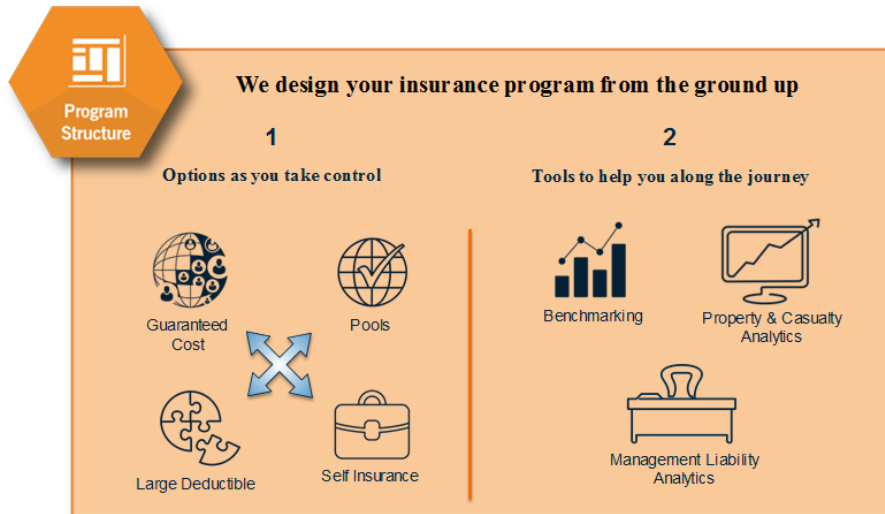 Program
Structure
We design your insurance program from the ground up
1
Options as you take control
Guaranteed
Cost
Pools
Large Deductible
Self Insurance
2
Tools to help you along the journey
Benchmarking
Property & Casualty
Analytics
Management Liability
Analytics